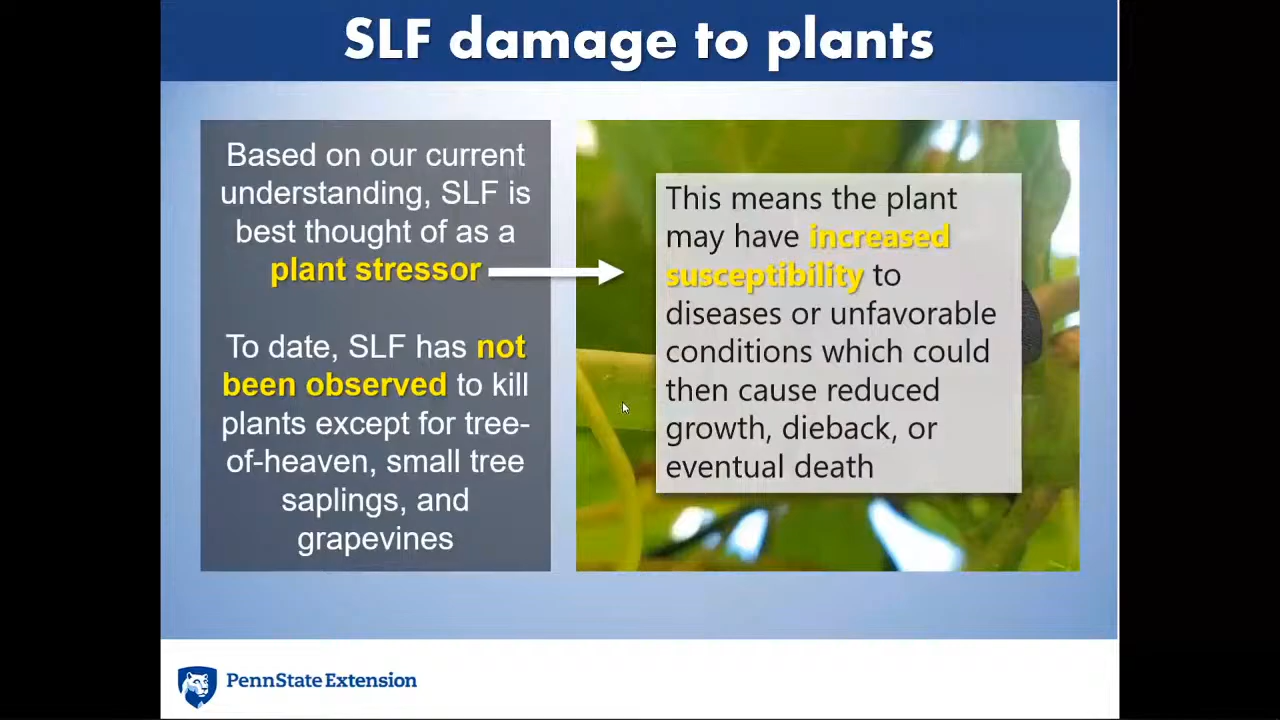 SLF damage to plants
Based on our current
understanding, SLF is
best thought of as a
plant stressor
To date, SLF has not
been observed to kill
plants except for tree-
of-heaven, small tree
saplings, and
grapevines
This means the plant
may have increased
susceptibility to
diseases or unfavorable
conditions which could
then cause reduced
growth, dieback, or
eventual death
PennState Extension